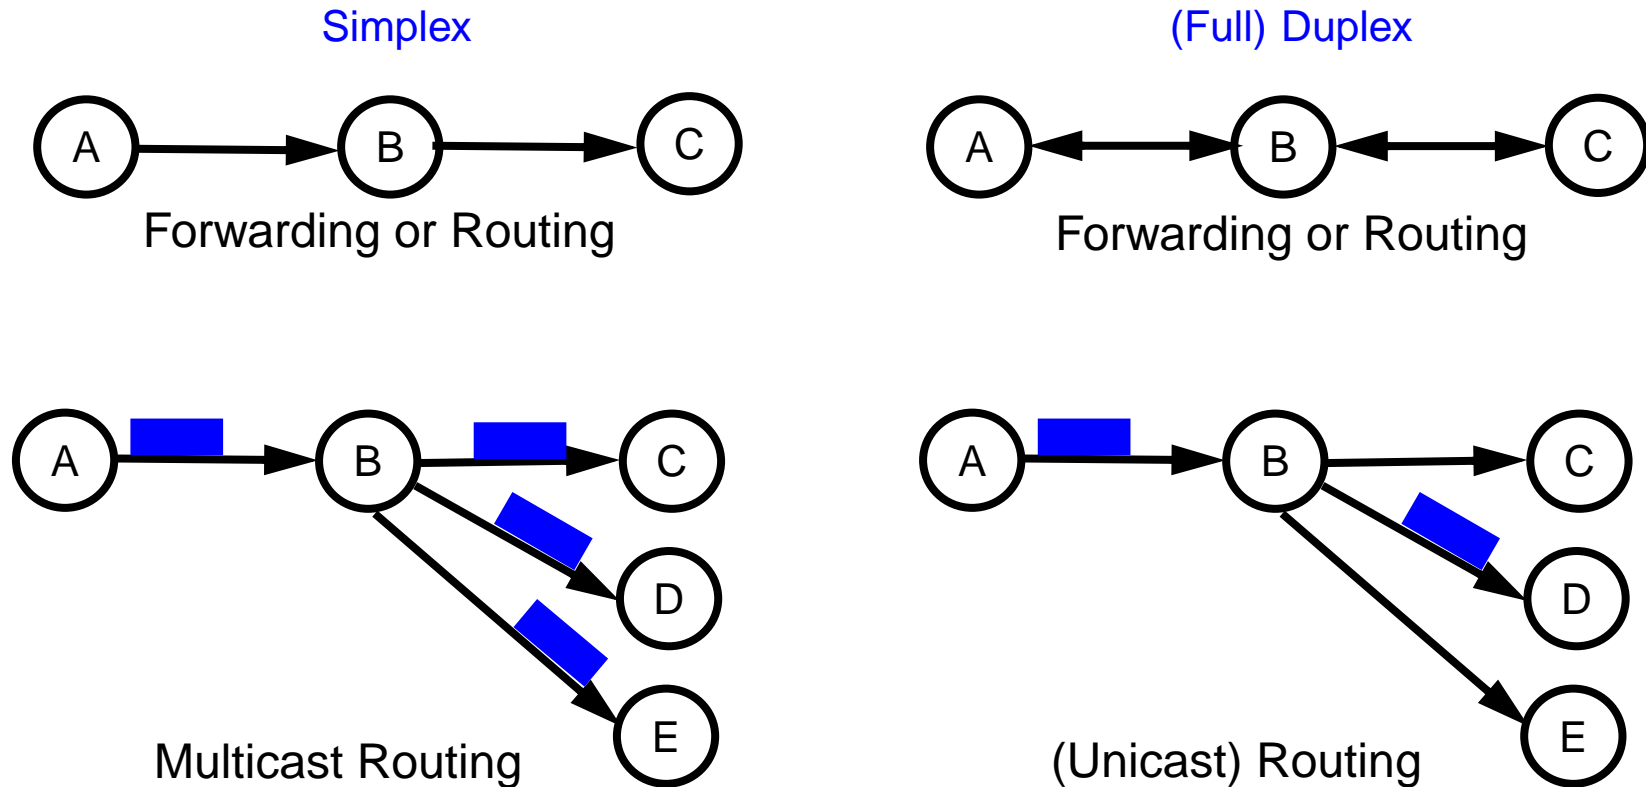 Simplex
(Full) Duplex
A
B
C
A
B
C
Forwarding or Routing
Forwarding or Routing
A
B
C
D
E
A
B
C
D
E
Multicast Routing
(Unicast) Routing